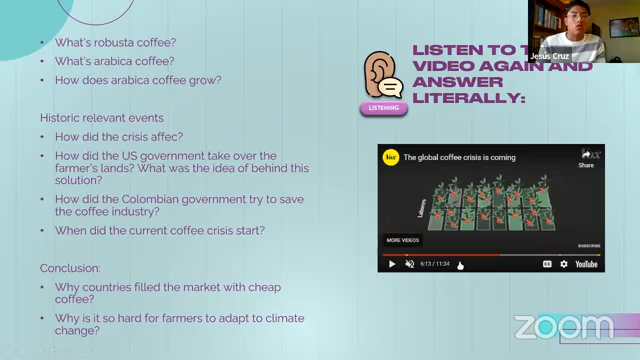 • What's robusta coffee?
• What's arabica coffee?
• How does arabica coffee grow?
Historic relevant events
• How did the crisis affec?
• How did the US government take over the
farmer's lands? What was the idea of behind this
solution?
• How did the Colombian government try to save
the coffee industry?
• When did the current coffee crisis start?
Conclusion:
• Why countries filled the market with cheap
coffee?
• Why is it so hard for farmers to adapt to climate
change?
LISTENING
LISTEN TO T
VIDEO AGAIN AND
ANSWER
LITERALLY:
Jesús Cruz
Vox
The global coffee crisis is coming
Vox
Share
MORE VIDEOS
SUBSCRIBE
6:13 / 11:34
CC
YouTube
zoom